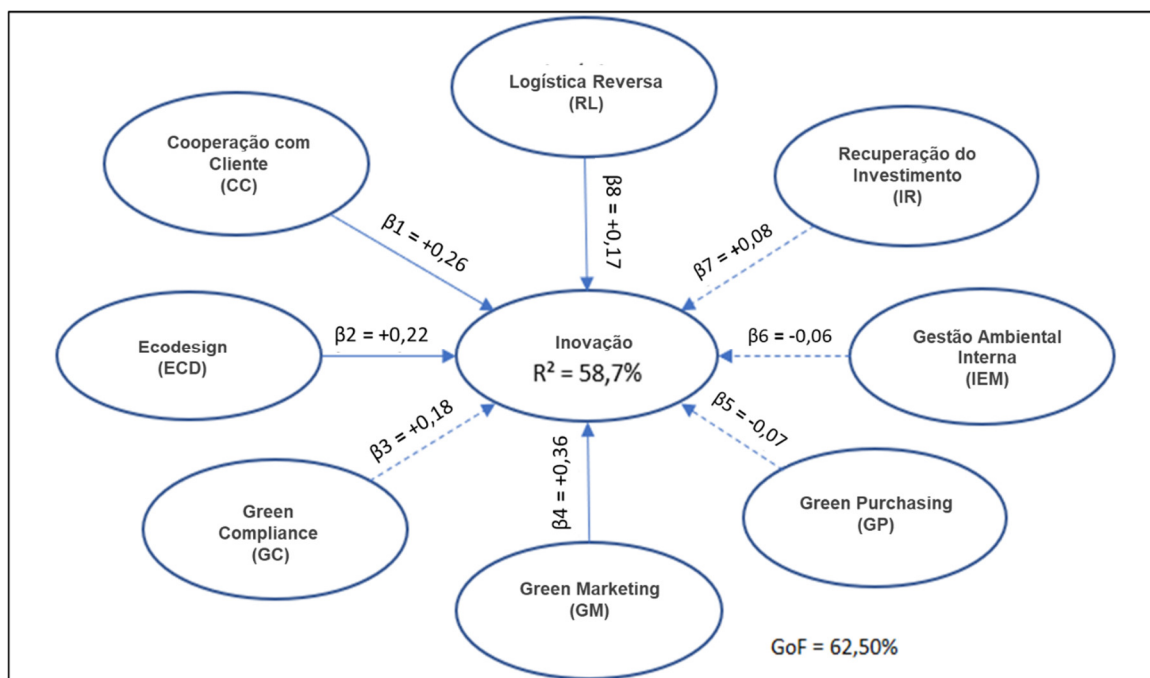 Logística Reversa
(RL)
Cooperação com
Cliente
(CC)
Recuperação do
Investimento
(IR)
β8 = +0,17
β1 = +0,26
β7 = +0,08
Ecodesign
(ECD)
β2 = +0,22
Inovação
R² = 58,7%
β6 = -0,06
Gestão Ambiental
Interna
(IEM)
β3 = +0,18
β4 = +0,36
β5 = -0,07
Green
Compliance
(GC)
Green Purchasing
(GP)
Green Marketing
(GM)
GoF = 62,50%